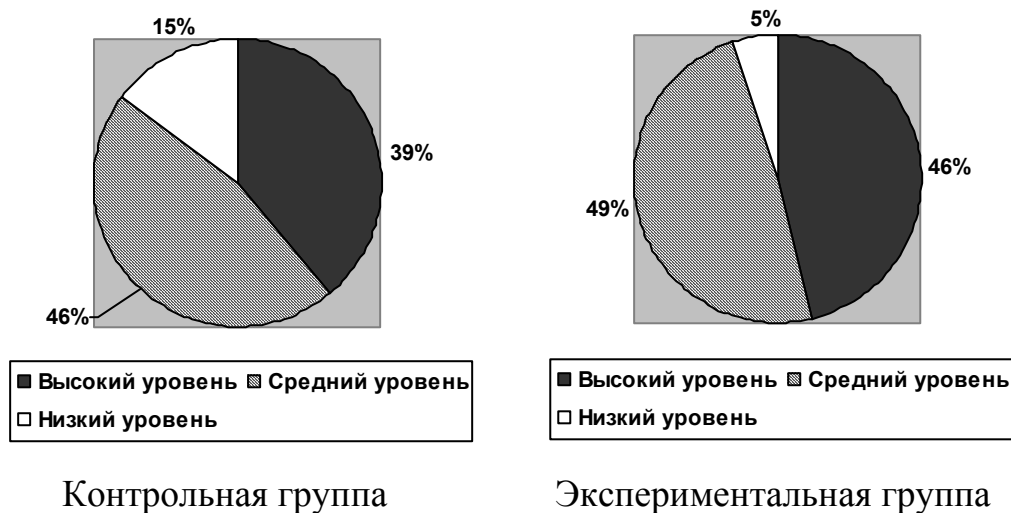 15%
39%
46%
Высокий уровень Средний уровень
Низкий уровень
Контрольная группа
5%
46%
49%
Высокий уровень Средний уровень
Низкий уровень
Экспериментальная группа